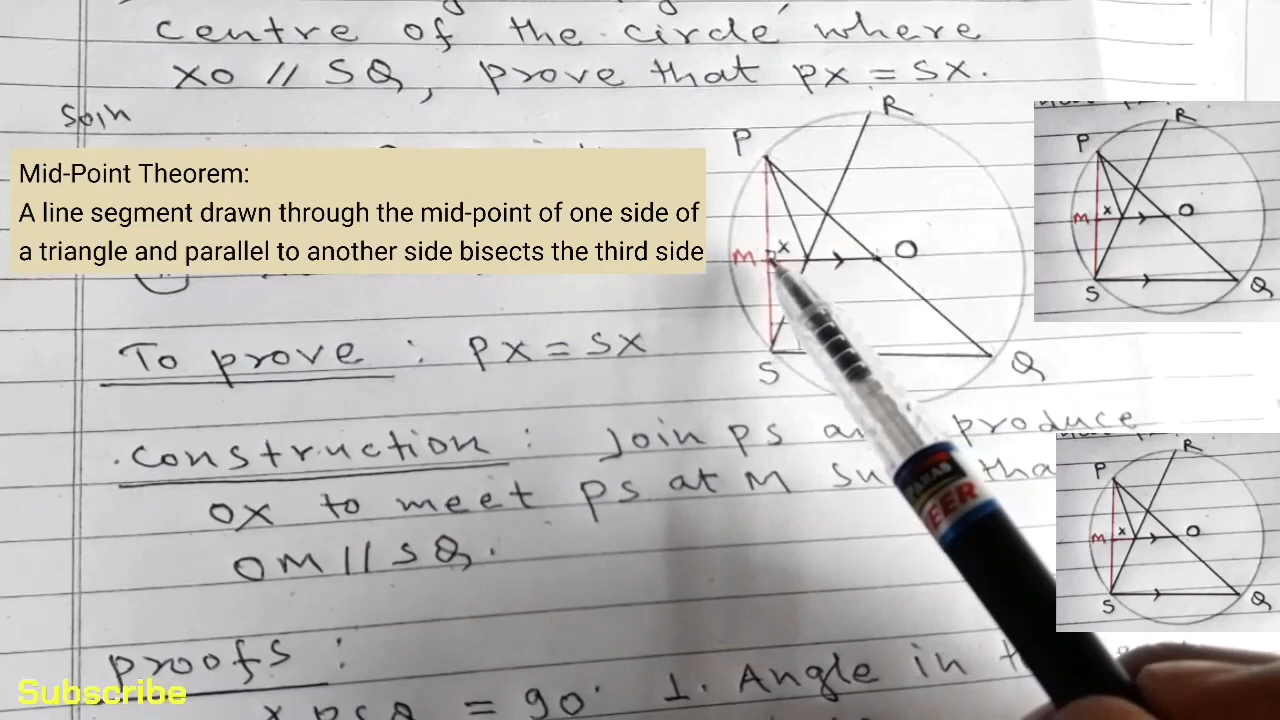 centre of the circle where
XO // SQ, prove that PX = SX.
Soln
Mid-Point Theorem:
A line segment drawn through the mid-point of one side of
a triangle and parallel to another side bisects the third side
P
R
M
x
O
S
Q
To prove : PX = SX
Construction : Join PS produce
OX to meet PS at M
OM // SQ.
Proofs :
= 90° 1. Angle in
Subscribe
R
P
M
x
O
S
Q
R
P
M
x
O
S
Q
FER